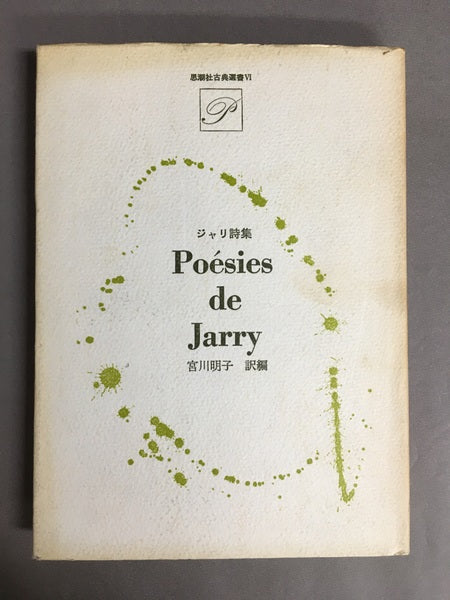 思潮社古典選書VI
P
ジャリ詩集
Poésies
de
Jarry
宮川明子 訳編